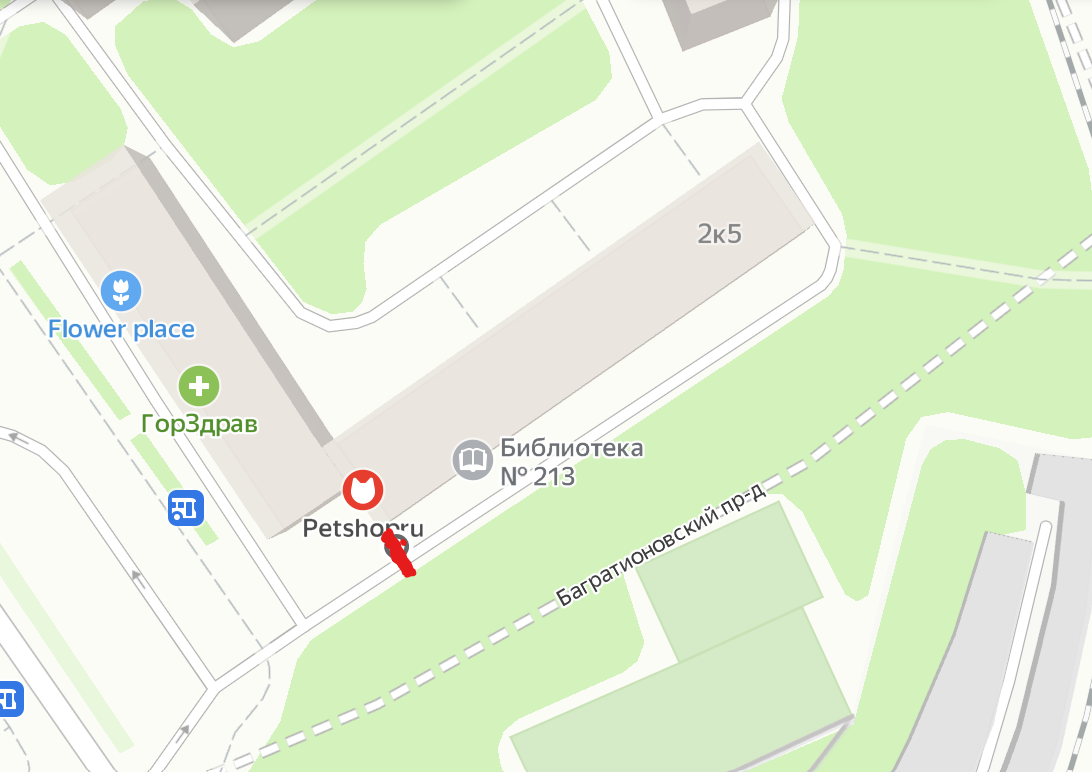 2к5
Flower place
ГорЗдрав
Библиотека
№ 213
Petshopru
Багратионовский пр-д